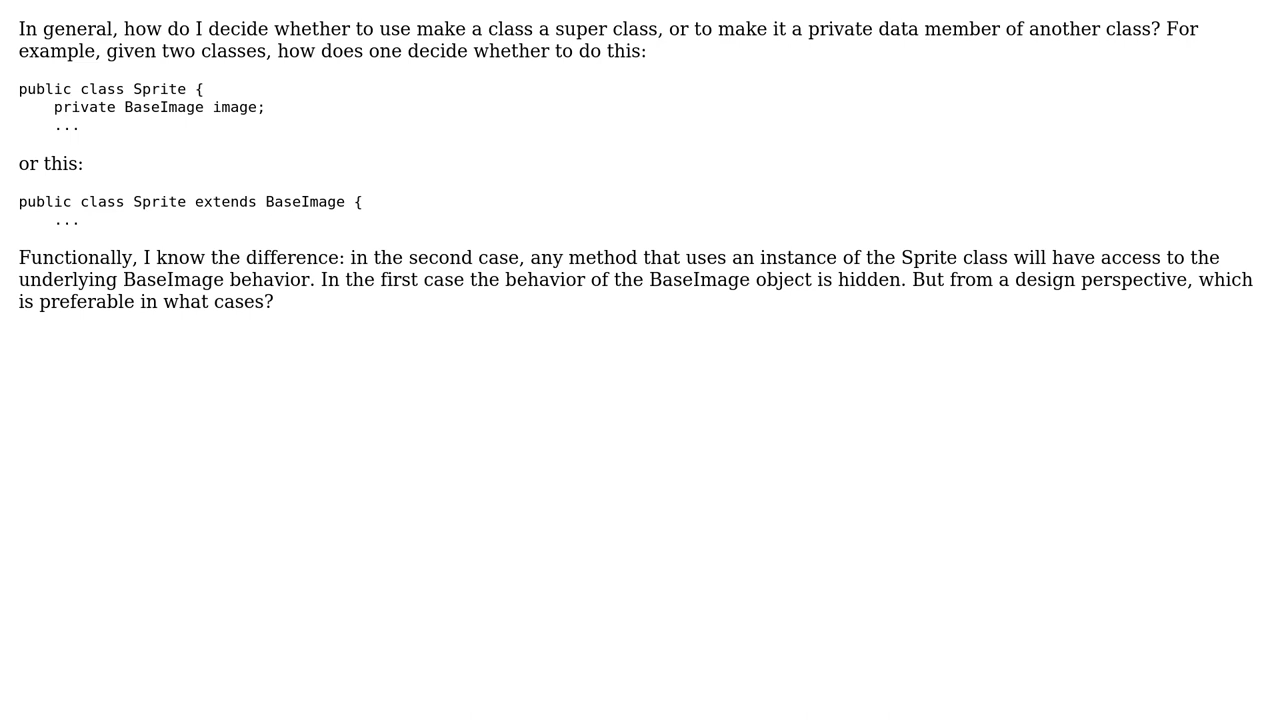 In general, how do I decide whether to use make a class a super class, or to make it a private data member of another class? For
example, given two classes, how does one decide whether to do this:
public class Sprite {
    private BaseImage image;
    ...
or this:
public class Sprite extends BaseImage {
    ...
Functionally, I know the difference: in the second case, any method that uses an instance of the Sprite class will have access to the
underlying BaseImage behavior. In the first case the behavior of the BaseImage object is hidden. But from a design perspective, which
is preferable in what cases?